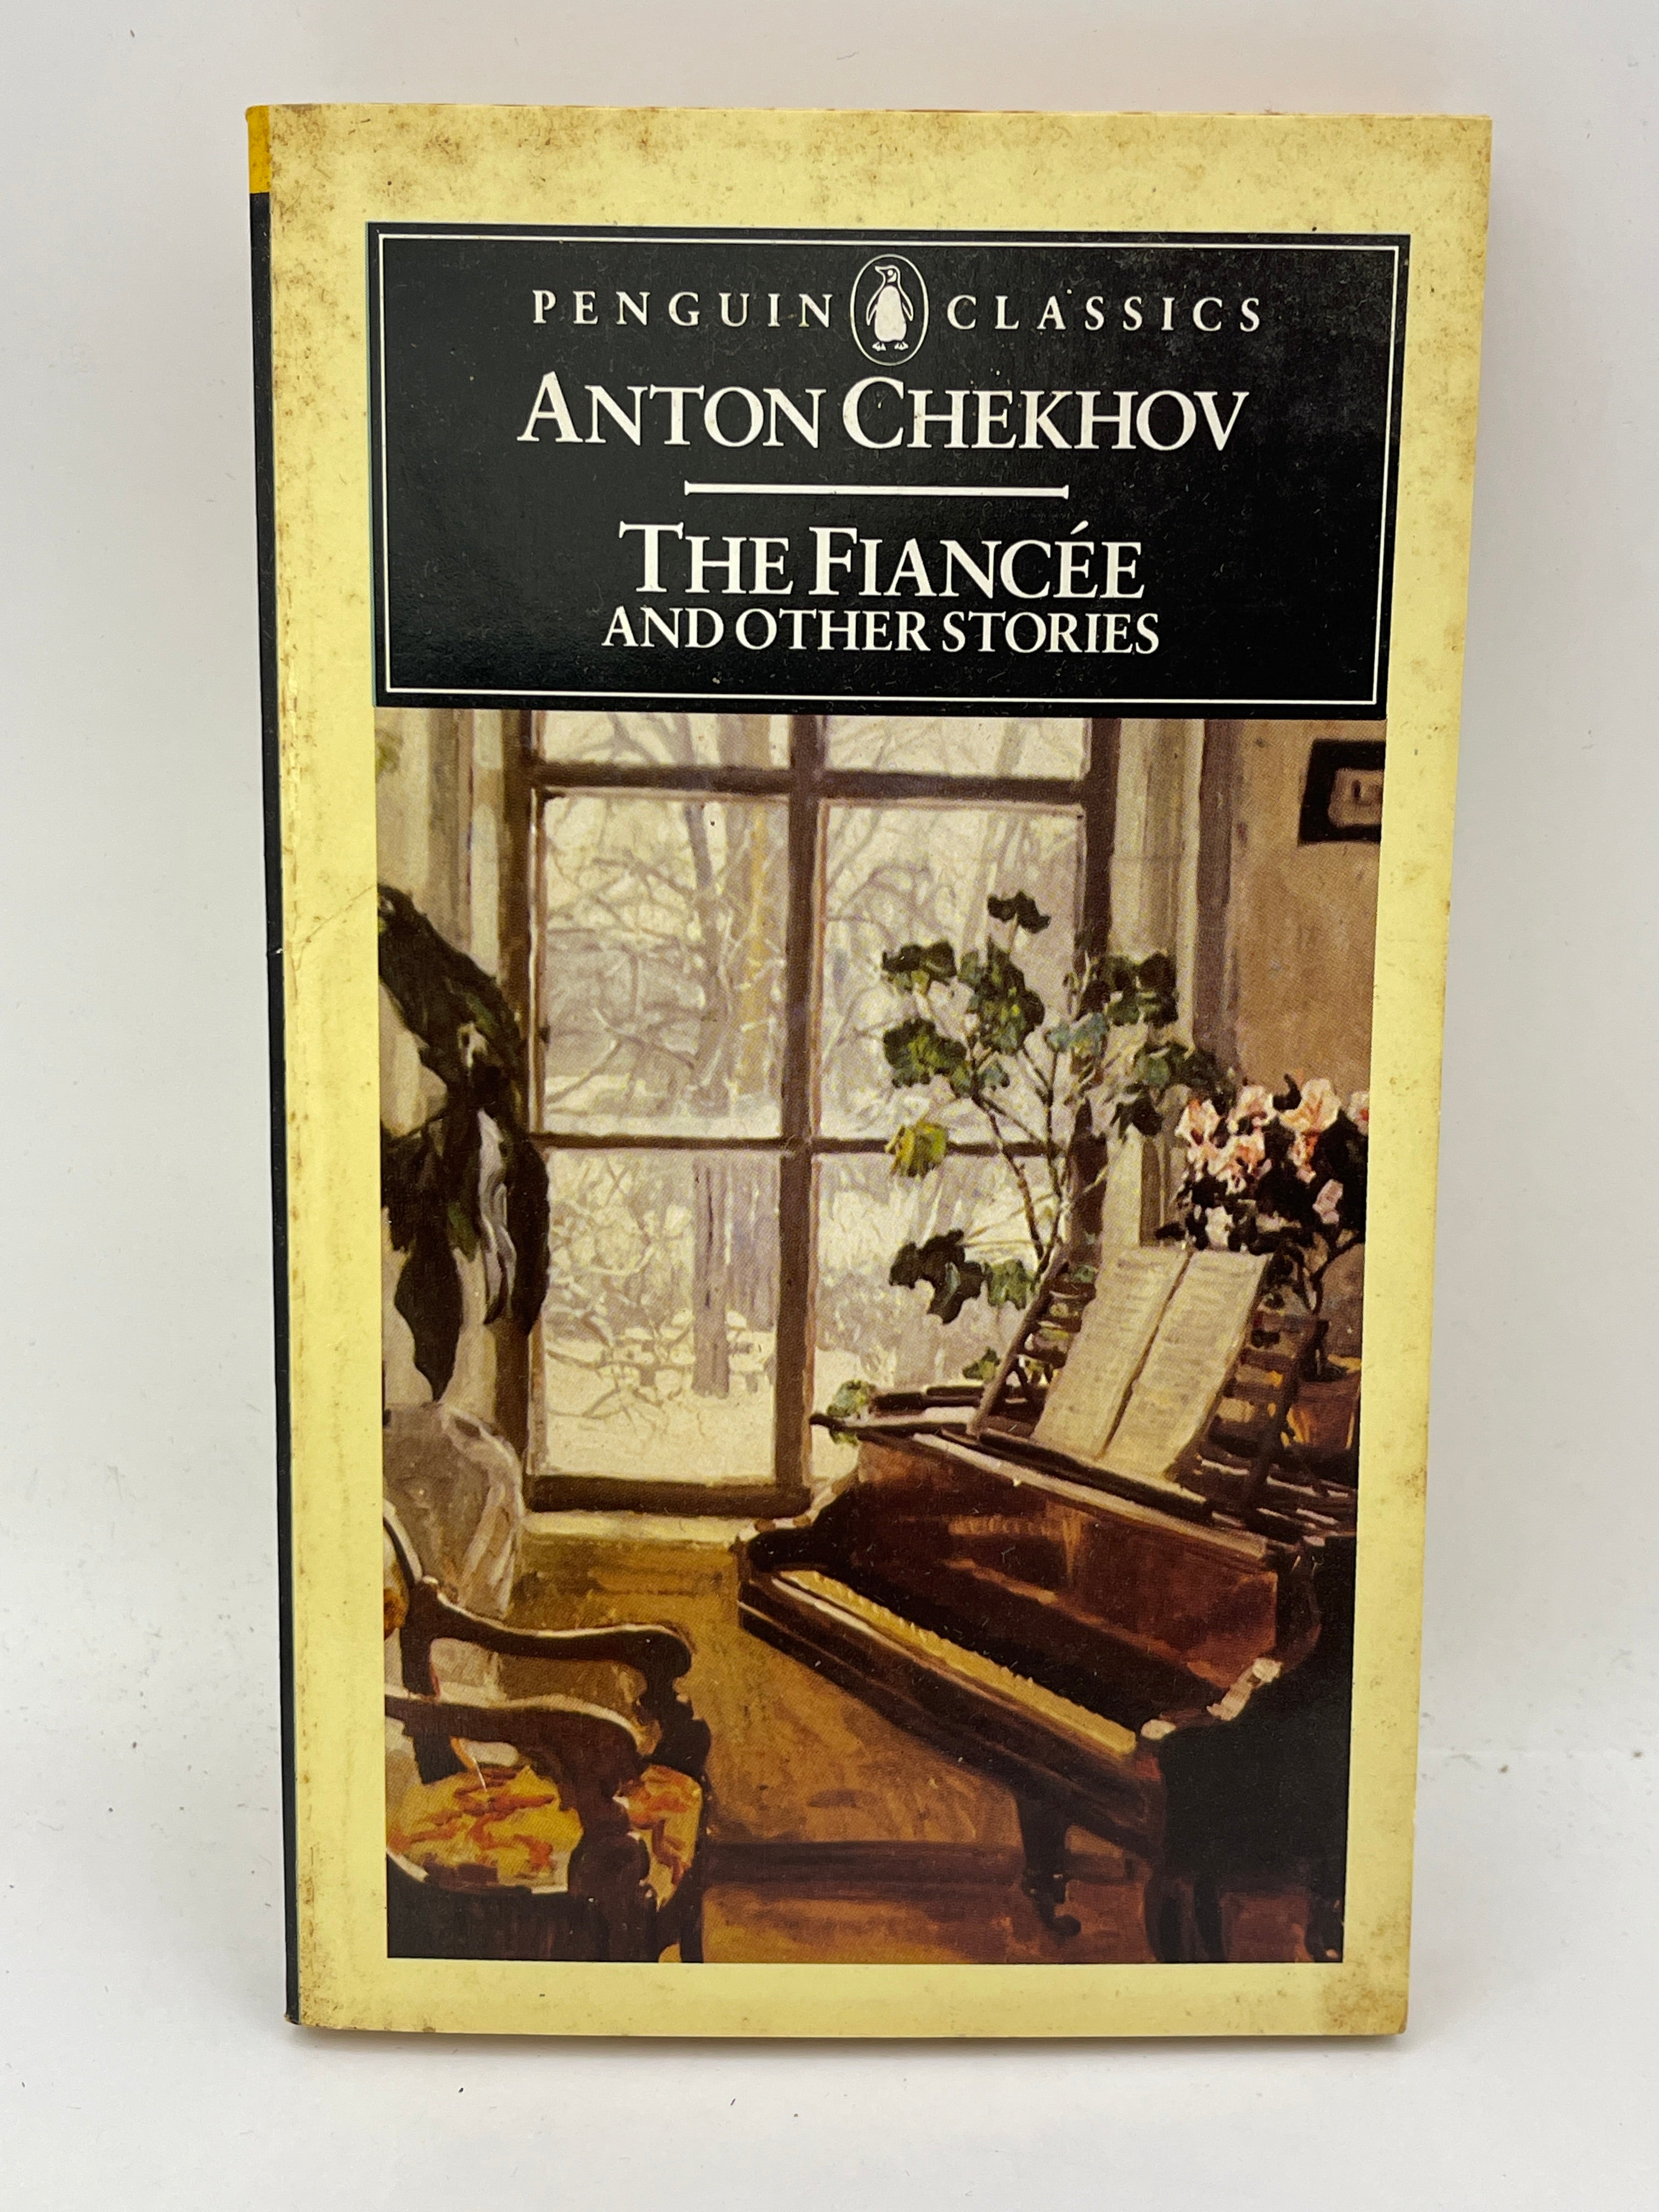 PENGUIN CLASSICS
ANTON CHEKHOV
THE FIANCÉE
AND OTHER STORIES